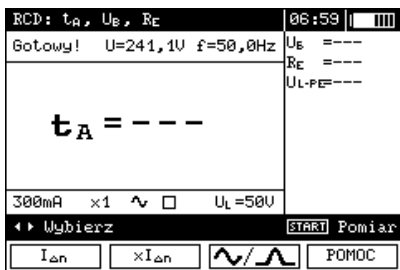 RCD: tA, UB, RE 06:59
Gotowy! U=241,1V f=50,0Hz
UB =---
RE =---
UL-PE=---
tA=---
300mA ×1 ∿ □ UL=50V
Wybierz START Pomiar
IΔn ×IΔn / POMOC